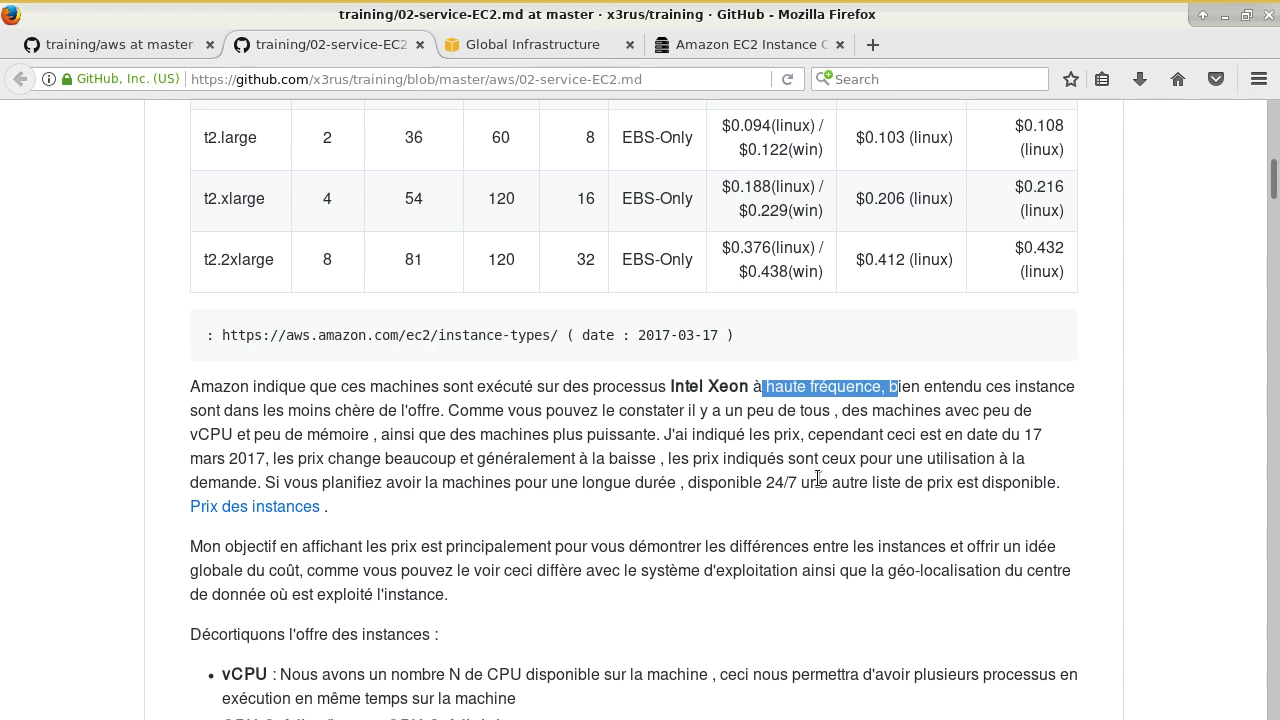 training/02-service-EC2.md at master · x3rus/training · GitHub - Mozilla Firefox
training/aws at master
training/02-service-EC2
Global Infrastructure
Amazon EC2 Instance C
GitHub, Inc. (US)
https://github.com/x3rus/training/blob/master/aws/02-service-EC2.md
Search
t2.large 2 36 60 8 EBS-Only $0.094(linux) / $0.122(win) $0.103 (linux) $0.108 (linux)
t2.xlarge 4 54 120 16 EBS-Only $0.188(linux) / $0.229(win) $0.206 (linux) $0.216 (linux)
t2.2xlarge 8 81 120 32 EBS-Only $0.376(linux) / $0.438(win) $0.412 (linux) $0.432 (linux)
: https://aws.amazon.com/ec2/instance-types/ ( date : 2017-03-17 )
Amazon indique que ces machines sont exécuté sur des processus Intel Xeon à haute fréquence, bien entendu ces instance
sont dans les moins chère de l'offre. Comme vous pouvez le constater il y a un peu de tous , des machines avec peu de
vCPU et peu de mémoire , ainsi que des machines plus puissante. J'ai indiqué les prix, cependant ceci est en date du 17
mars 2017, les prix change beaucoup et généralement à la baisse , les prix indiqués sont ceux pour une utilisation à la
demande. Si vous planifiez avoir la machines pour une longue durée , disponible 24/7 une autre liste de prix est disponible.
Prix des instances .
Mon objectif en affichant les prix est principalement pour vous démontrer les différences entre les instances et offrir un idée
globale du coût, comme vous pouvez le voir ceci diffère avec le système d'exploitation ainsi que la géo-localisation du centre
de donnée où est exploité l'instance.
Décortiquons l'offre des instances :
vCPU : Nous avons un nombre N de CPU disponible sur la machine , ceci nous permettra d'avoir plusieurs processus en
exécution en même temps sur la machine